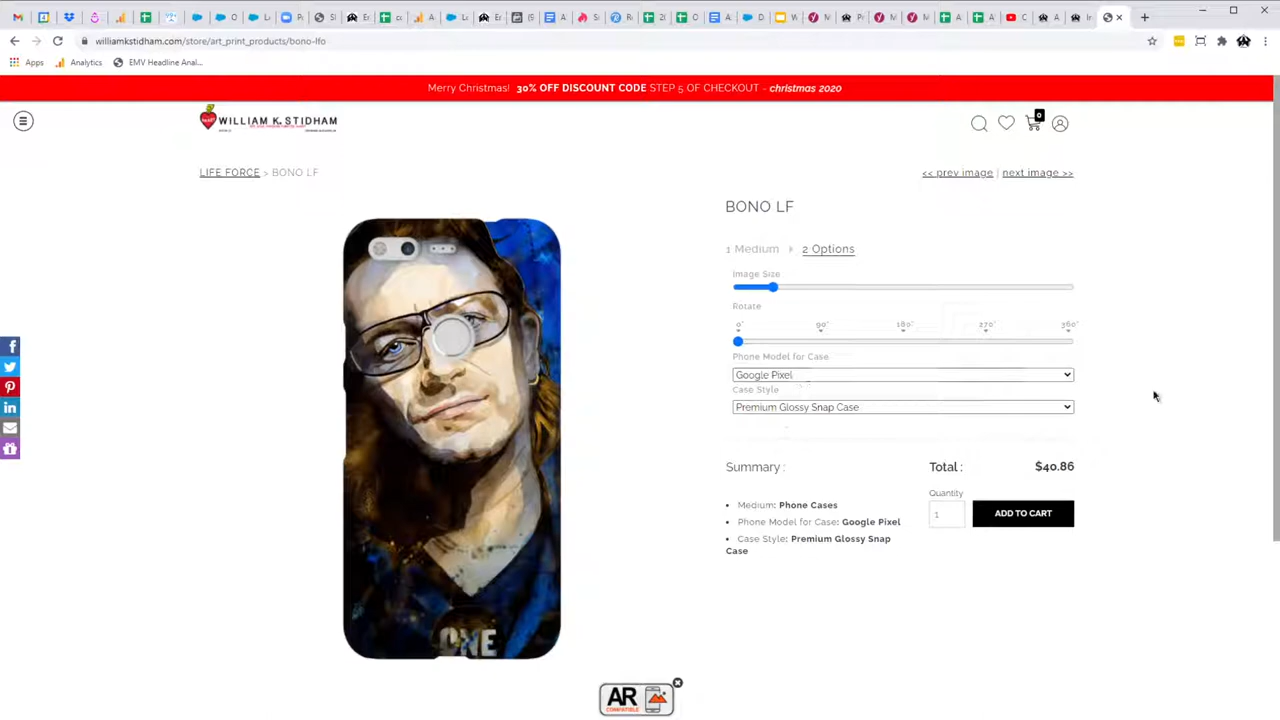 williamkstidham.com/store/art_print_products/bono-lfo
Apps Analytics EMV Headline Anal...
Merry Christmas! 30% OFF DISCOUNT CODE STEP 5 OF CHECKOUT - christmas 2020
WILLIAM K. STIDHAM
0
LIFE FORCE > BONO LF
<< prev image | next image >>
BONO LF
1 Medium 2 Options
Image Size
Rotate
0° 90° 180° 270° 360°
Phone Model for Case
Google Pixel
Case Style
Premium Glossy Snap Case
Summary :
Total : $40.86
Quantity
1
ADD TO CART
Medium: Phone Cases
Phone Model for Case: Google Pixel
Case Style: Premium Glossy Snap
Case
ONE
AR
COMPATIBLE